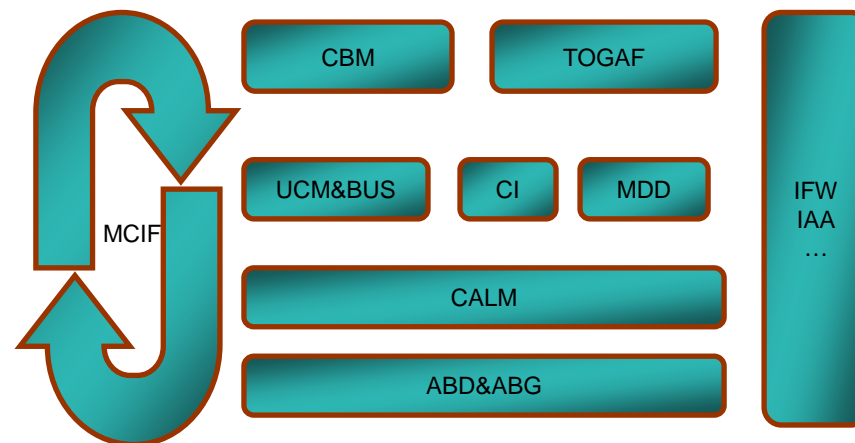 CBM
TOGAF
UCM&BUS
CI
MDD
MCIF
IFW
IAA
...
CALM
ABD&ABG